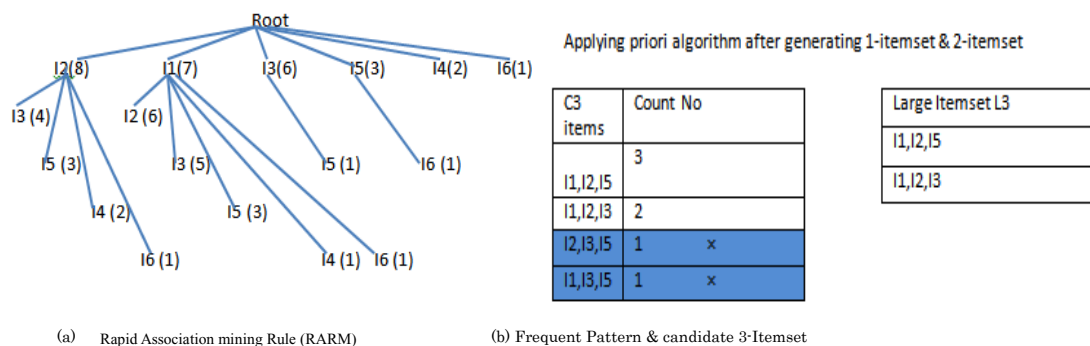 Root
I2(8) I1(7) I3(6) I5(3) I4(2) I6(1)
I3 (4) I2 (6)
I5 (3) I3 (5) I5 (1) I6 (1)
I4 (2) I5 (3)
I6 (1) I4 (1) I6 (1)
(a) Rapid Association mining Rule (RARM)
Applying priori algorithm after generating 1-itemset & 2-itemset
C3 items Count No
I1,I2,I5 3
I1,I2,I3 2
I2,I3,I5 1 x
I1,I3,I5 1 x
Large Itemset L3
I1,I2,I5
I1,I2,I3
(b) Frequent Pattern & candidate 3-Itemset